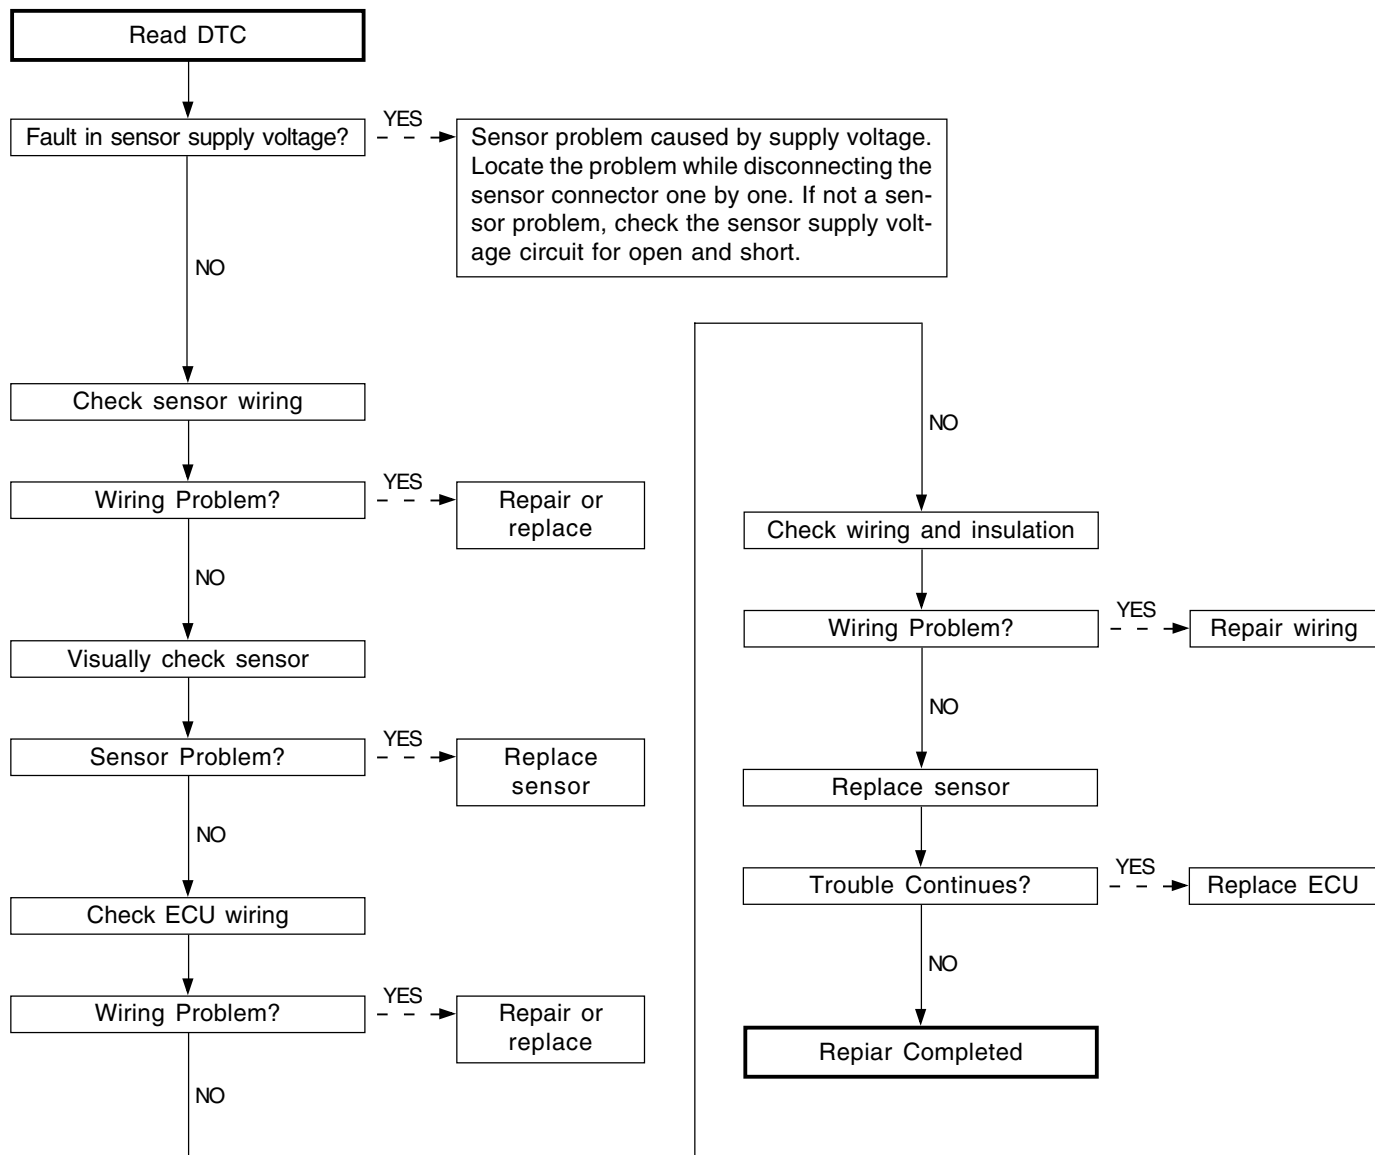 Read DTC
Fault in sensor supply voltage?
YES
Sensor problem caused by supply voltage.
Locate the problem while disconnecting the
sensor connector one by one. If not a sen-
sor problem, check the sensor supply volt-
age circuit for open and short.
NO
Check sensor wiring
Wiring Problem?
YES
Repair or
replace
NO
Visually check sensor
Sensor Problem?
YES
Replace
sensor
NO
Check ECU wiring
Wiring Problem?
YES
Repair or
replace
NO
NO
Check wiring and insulation
Wiring Problem?
YES
Repair wiring
NO
Replace sensor
Trouble Continues?
YES
Replace ECU
NO
Repiar Completed